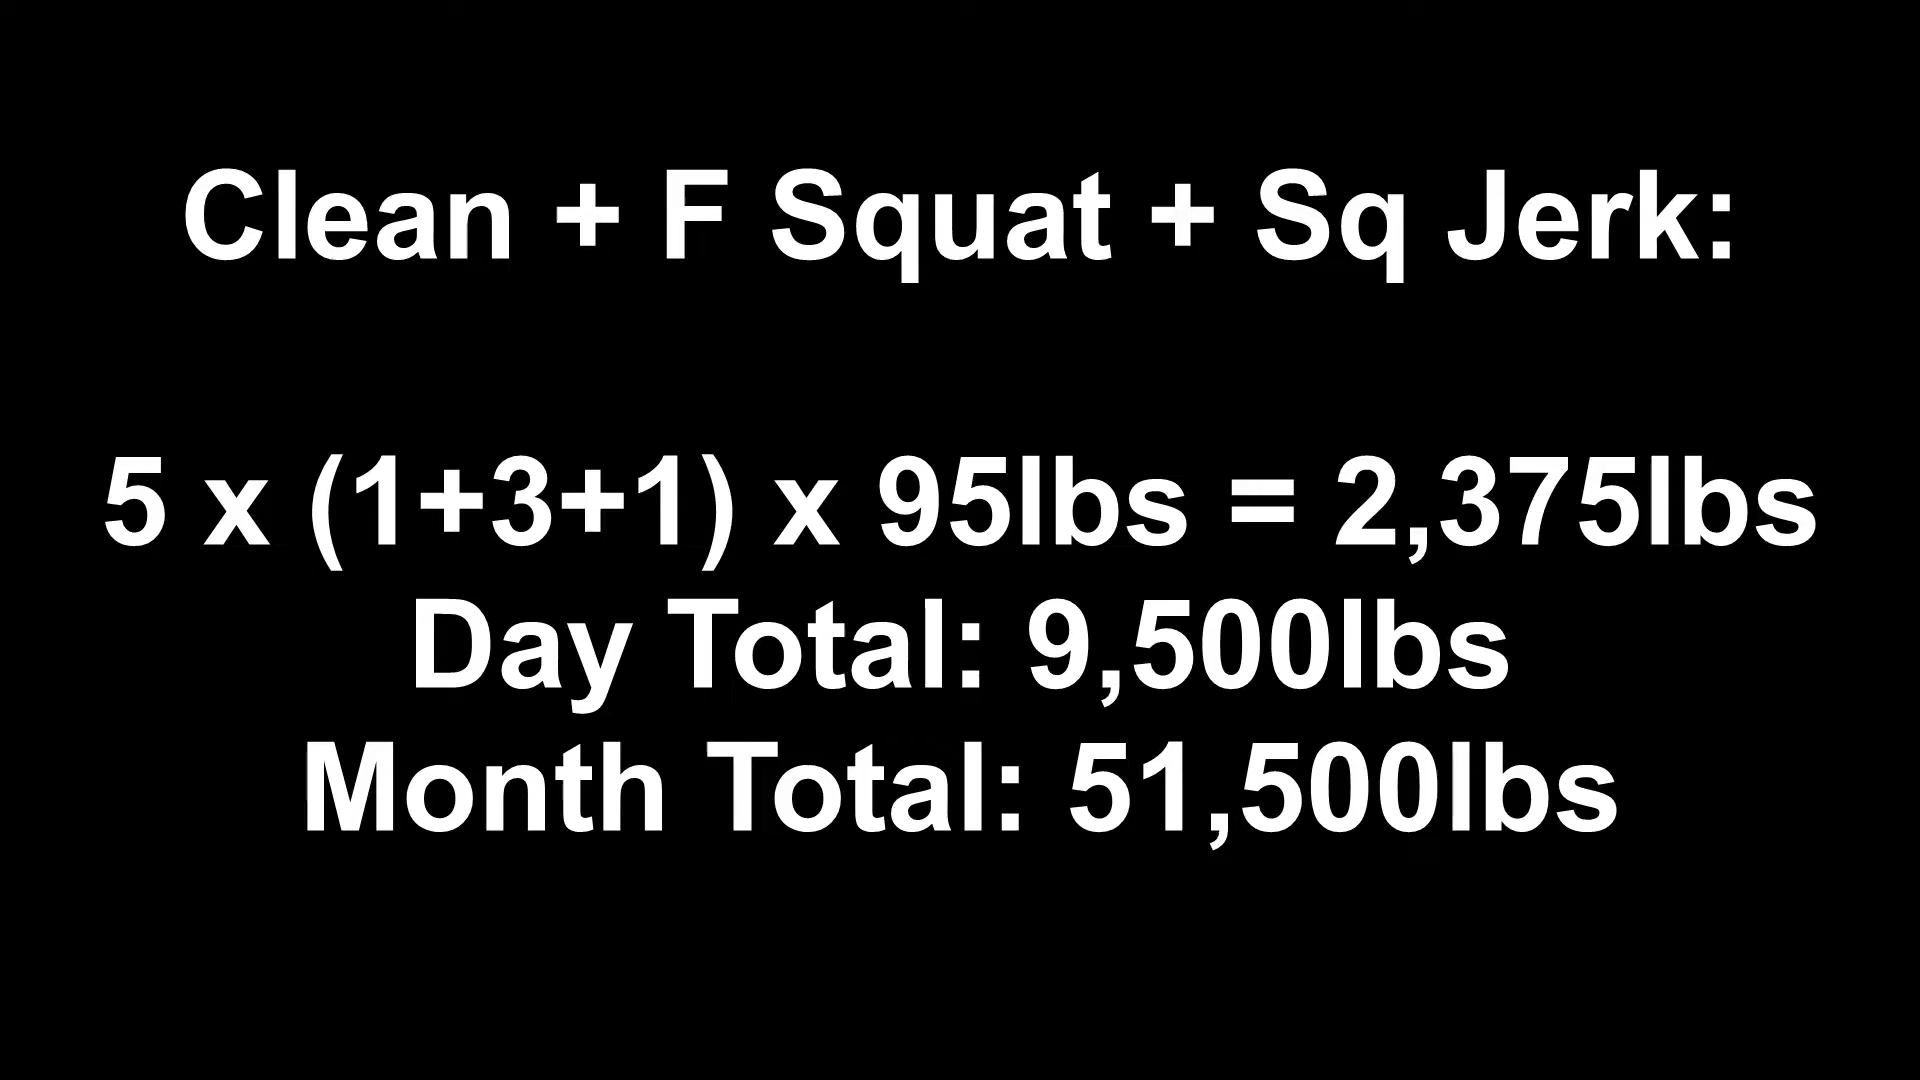 Clean + F Squat + Sq Jerk:
5 x (1+3+1) x 95lbs = 2,375lbs
Day Total: 9,500lbs
Month Total: 51,500lbs